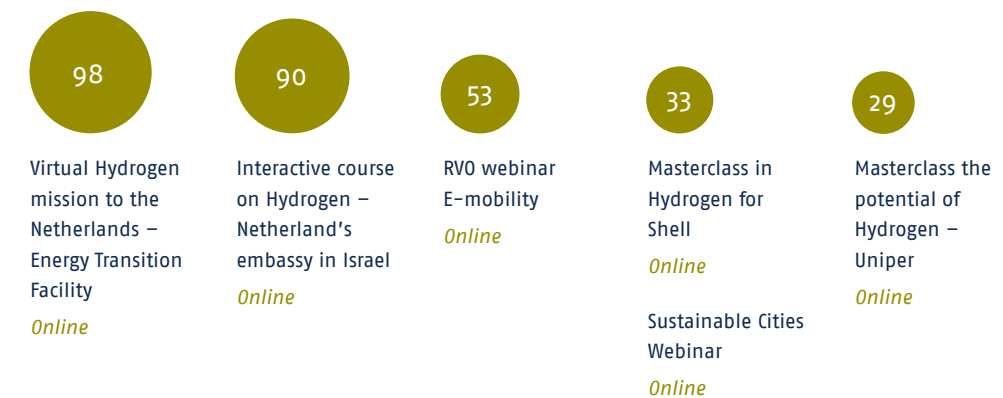 98
Virtual Hydrogen
mission to the
Netherlands –
Energy Transition
Facility
Online
90
Interactive course
on Hydrogen –
Netherland's
embassy in Israel
Online
53
RVO webinar
E-mobility
Online
33
Masterclass in
Hydrogen for
Shell
Online
Sustainable Cities
Webinar
Online
29
Masterclass the
potential of
Hydrogen –
Uniper
Online